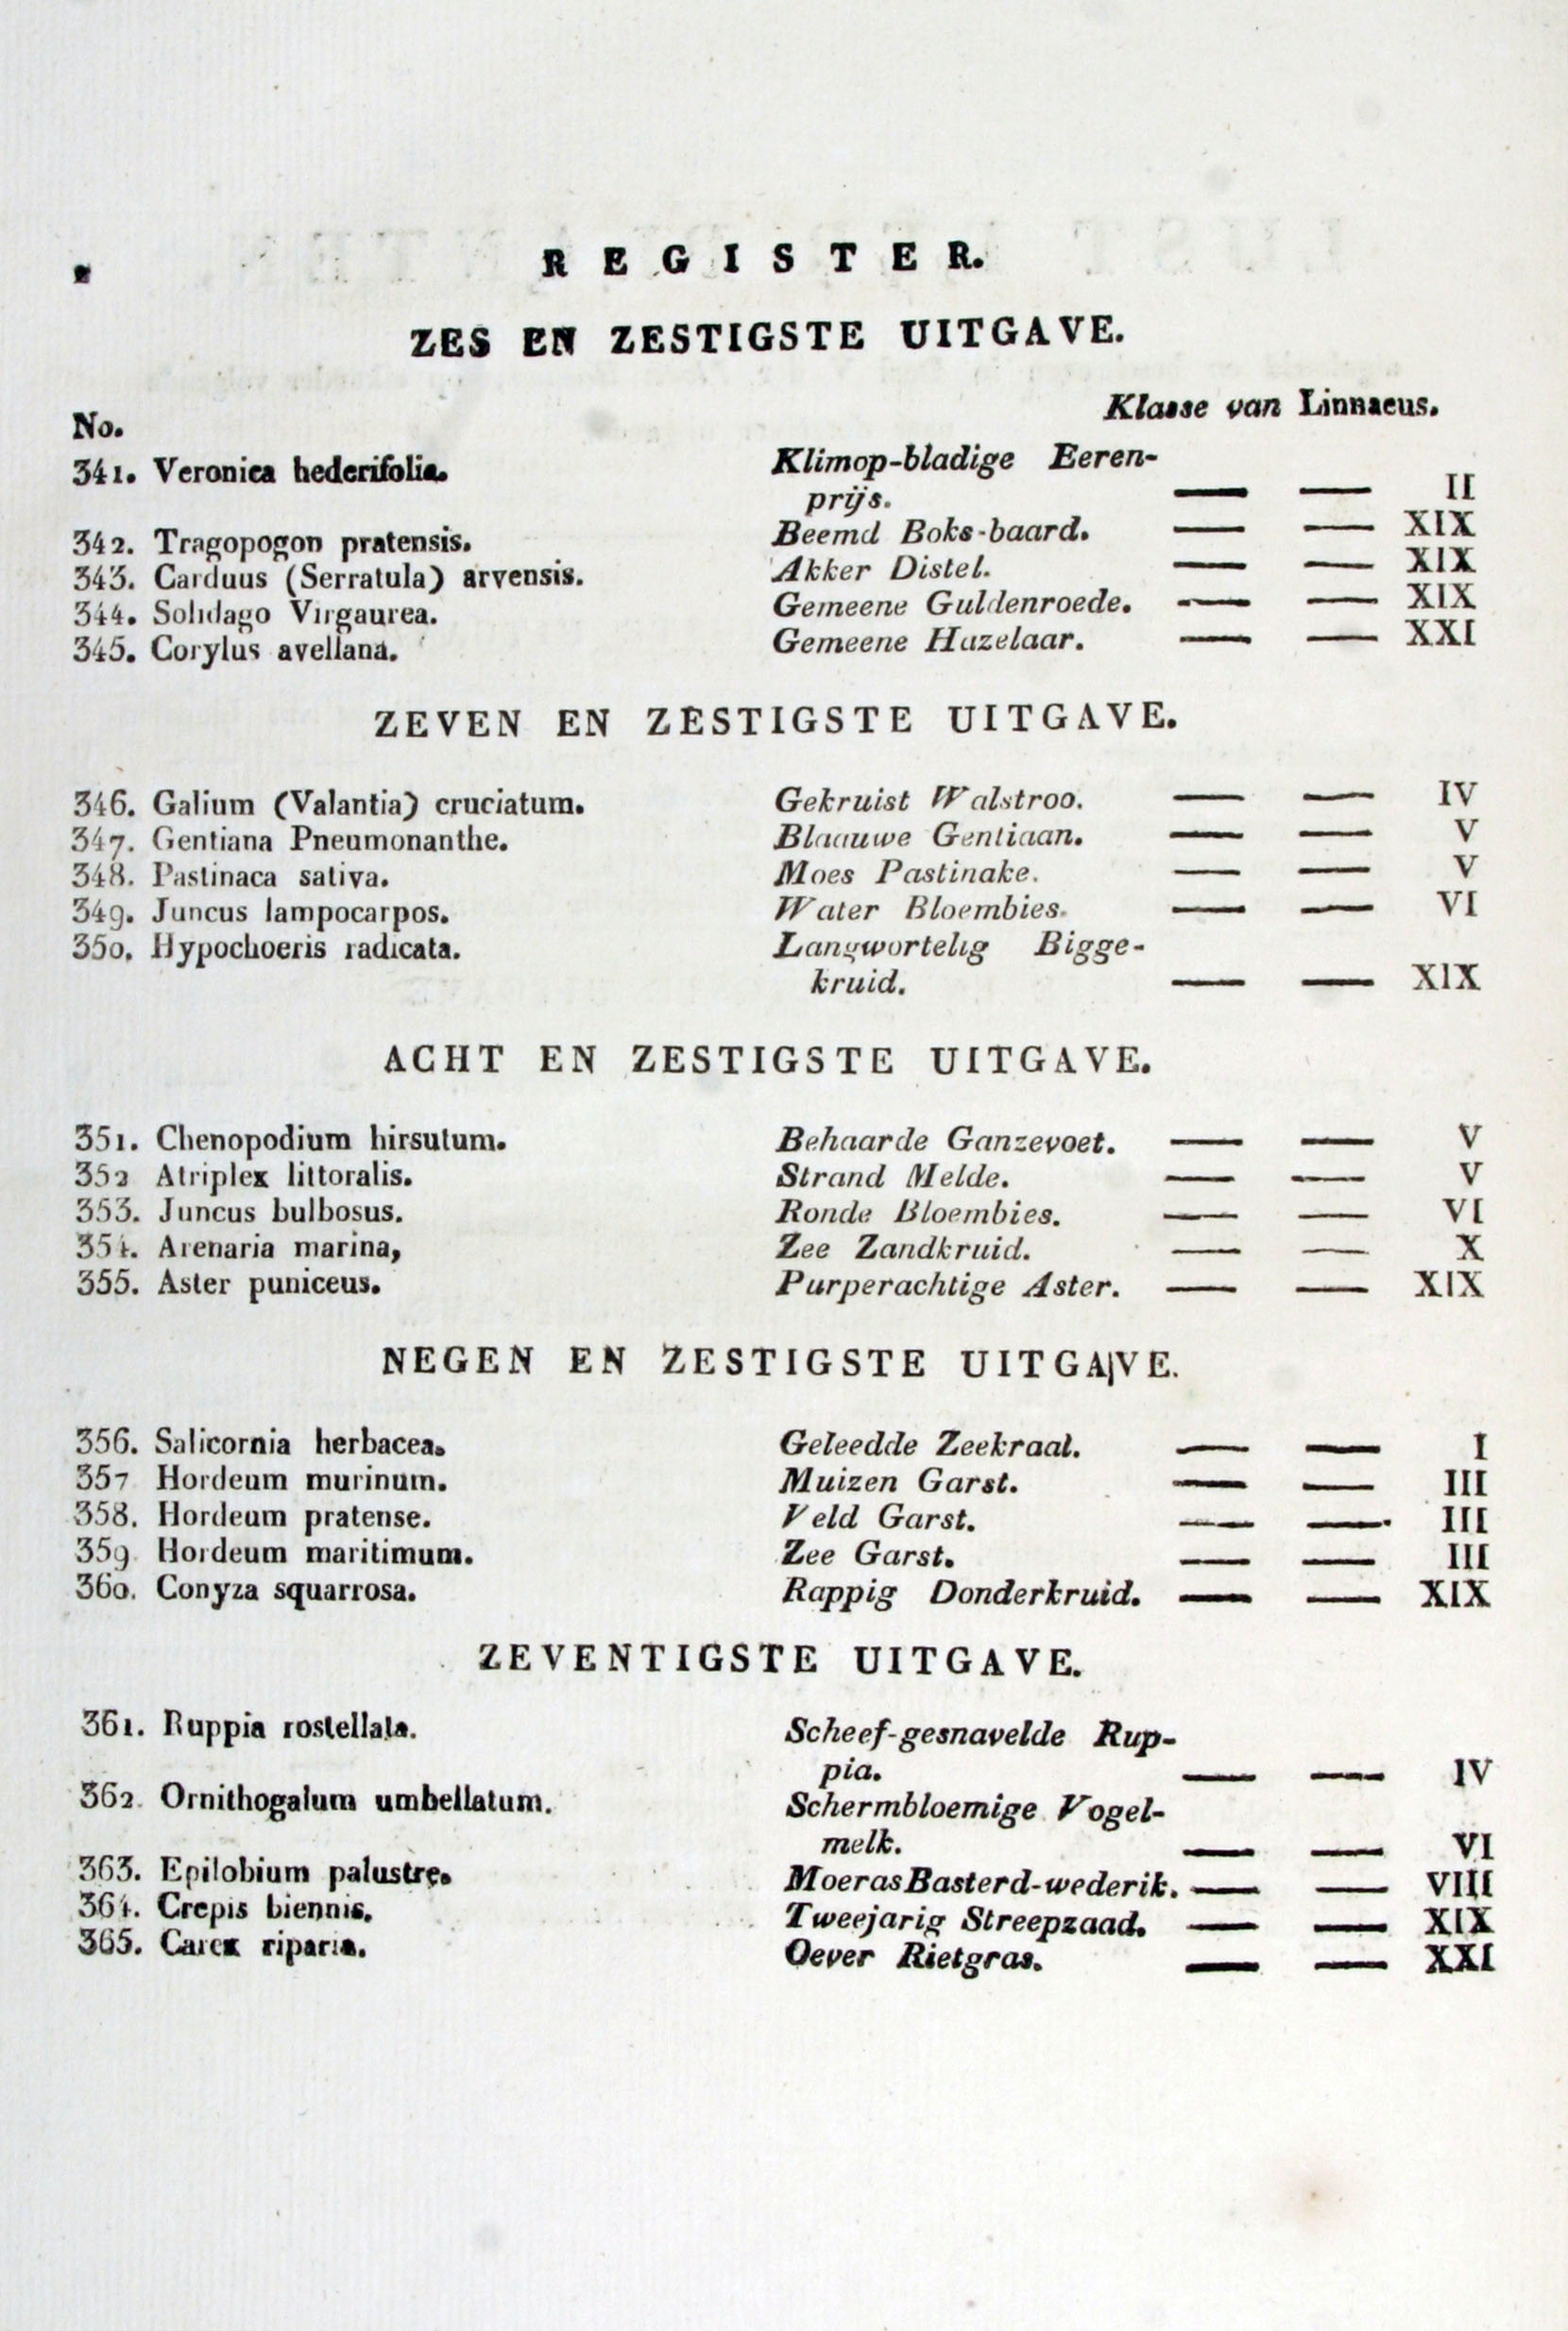 REGISTER.
ZES EN ZESTIGSTE UITGAVE.
No. Klasse van Linnaeus.
341. Veronica hederifolia. Klimop-bladige Eeren-
prijs. — — II
342. Tragopogon pratensis. Beemd Boks-baard. — — XIX
343. Carduus (Serratula) arvensis. Akker Distel. — — XIX
344. Solidago Virgaurea. Gemeene Guldenroede. — — XIX
345. Corylus avellana. Gemeene Hazelaar. — — XXI
ZEVEN EN ZESTIGSTE UITGAVE.
346. Galium (Valantia) cruciatum. Gekruist Walstroo. — — IV
347. Gentiana Pneumonanthe. Blaauwe Gentiaan. — — V
348. Pastinaca sativa. Moes Pastinake. — — V
349. Juncus lampocarpos. Water Bloembies. — — VI
350. Hypochoeris radicata. Langwortelig Bigge-
kruid. — — XIX
ACHT EN ZESTIGSTE UITGAVE.
351. Chenopodium hirsutum. Behaarde Ganzevoet. — — V
352 Atriplex littoralis. Strand Melde. — — V
353. Juncus bulbosus. Ronde Bloembies. — — VI
354. Arenaria marina, Zee Zandkruid. — — X
355. Aster puniceus. Purperachtige Aster. — — XIX
NEGEN EN ZESTIGSTE UITGAVE.
356. Salicornia herbacea. Geleedde Zeekraal. — — I
357 Hordeum murinum. Muizen Garst. — — III
358. Hordeum pratense. Veld Garst. — — III
359. Hordeum maritimum. Zee Garst. — — III
360. Conyza squarrosa. Rappig Donderkruid. — — XIX
ZEVENTIGSTE UITGAVE.
361. Ruppia rostellata. Scheef-gesnavelde Rup-
pia. — — IV
362. Ornithogalum umbellatum. Schermbloemige Vogel-
melk. — — VI
363. Epilobium palustre. Moeras Basterd-wederik. — — VIII
364. Crepis biennis. Tweejarig Streepzaad. — — XIX
365. Carex riparia. Oever Rietgras. — — XXI